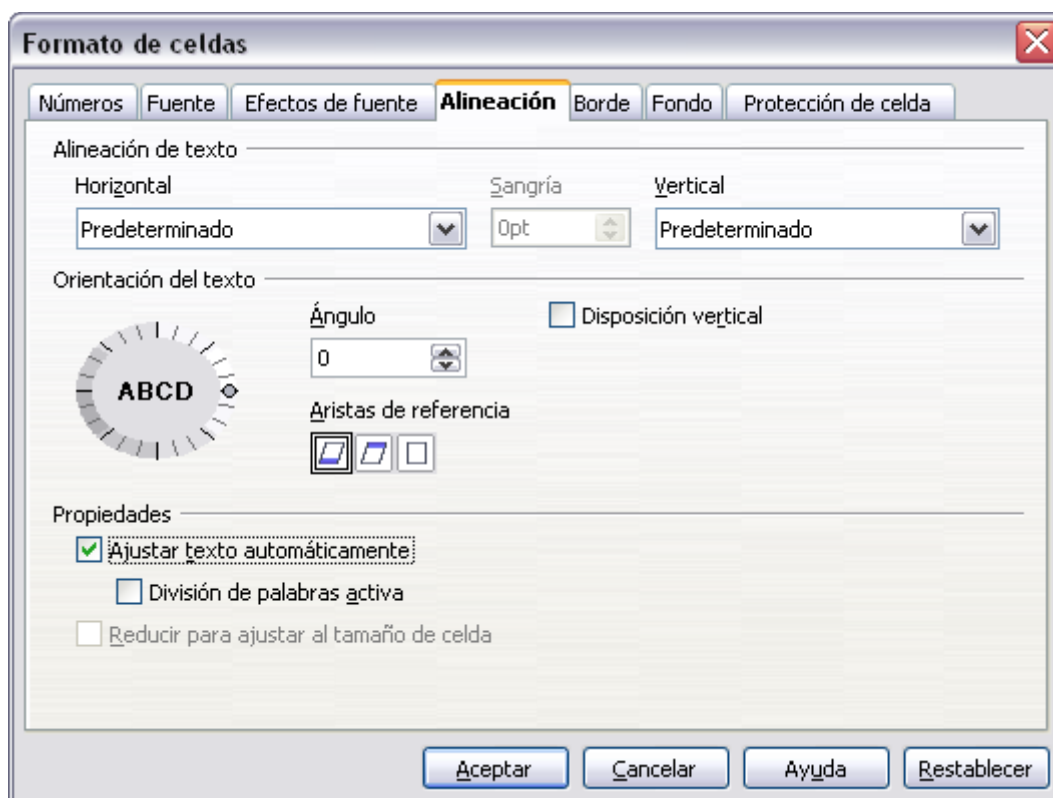 Formato de celdas
Números Fuente Efectos de fuente Alineación Borde Fondo Protección de celda
Alineación de texto
Horizontal Sangría Vertical
Predeterminado 0pt Predeterminado
Orientación del texto
Ángulo Disposición vertical
ABCD 0
Aristas de referencia
Propiedades
Ajustar texto automáticamente
División de palabras activa
Reducir para ajustar al tamaño de celda
Aceptar Cancelar Ayuda Restablecer